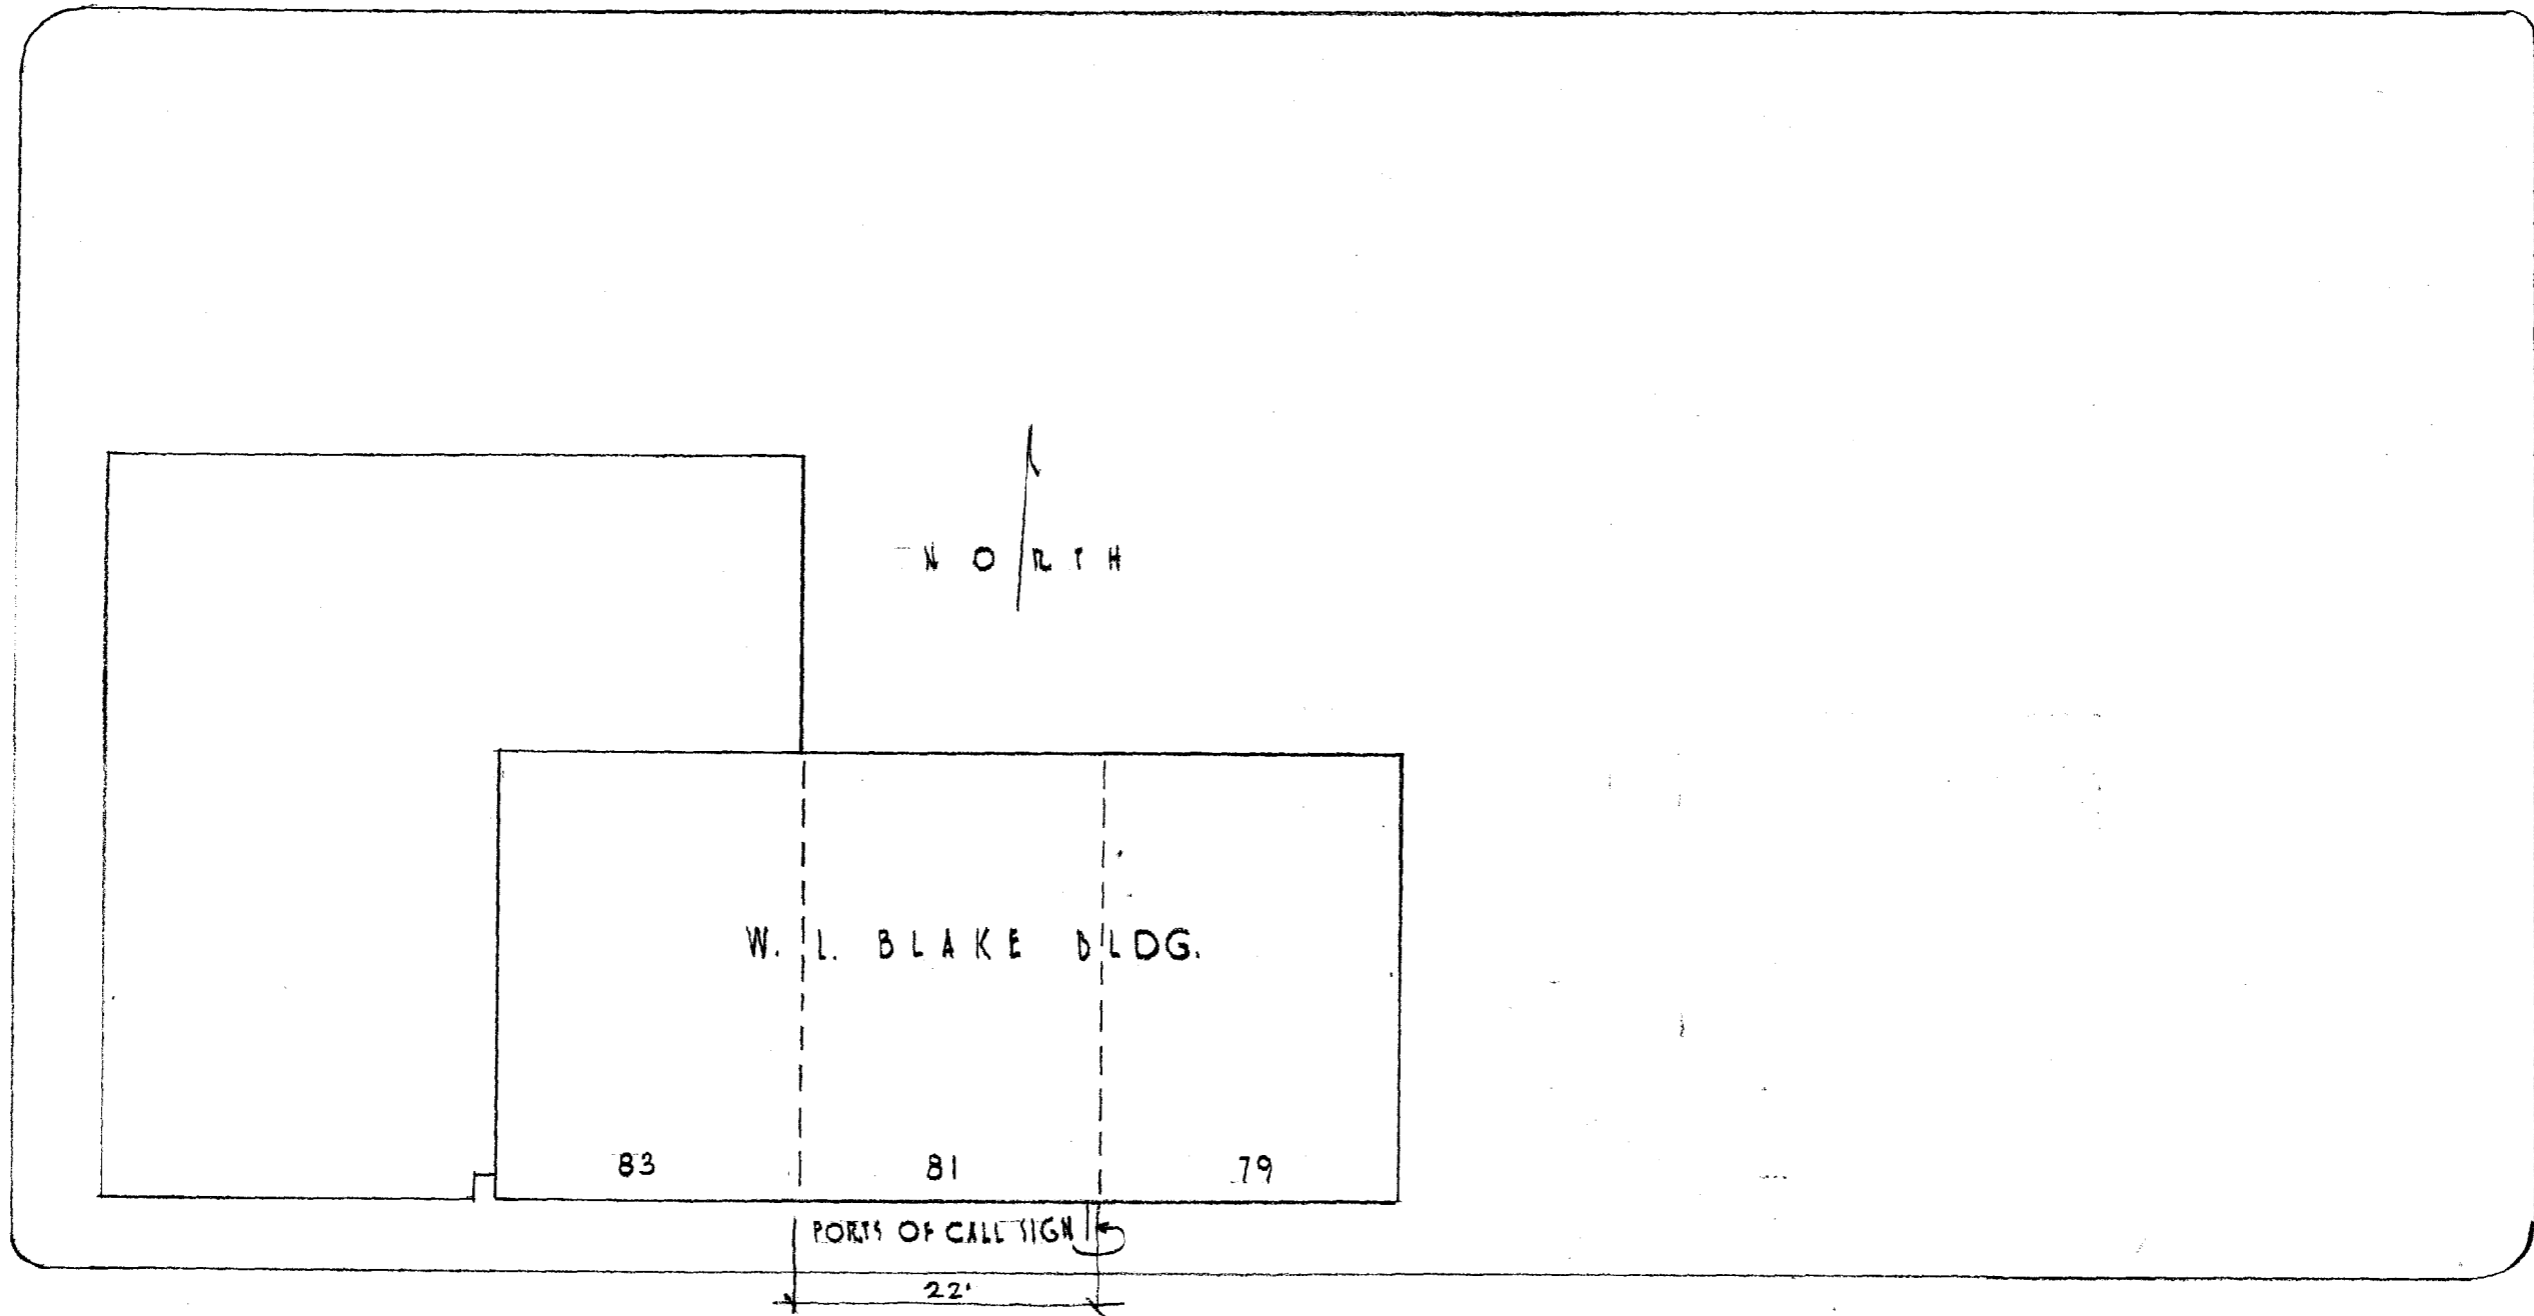 NORTH
W. L. BLAKE BLDG.
83 81 79
PORTS OF CALL SIGN
22'